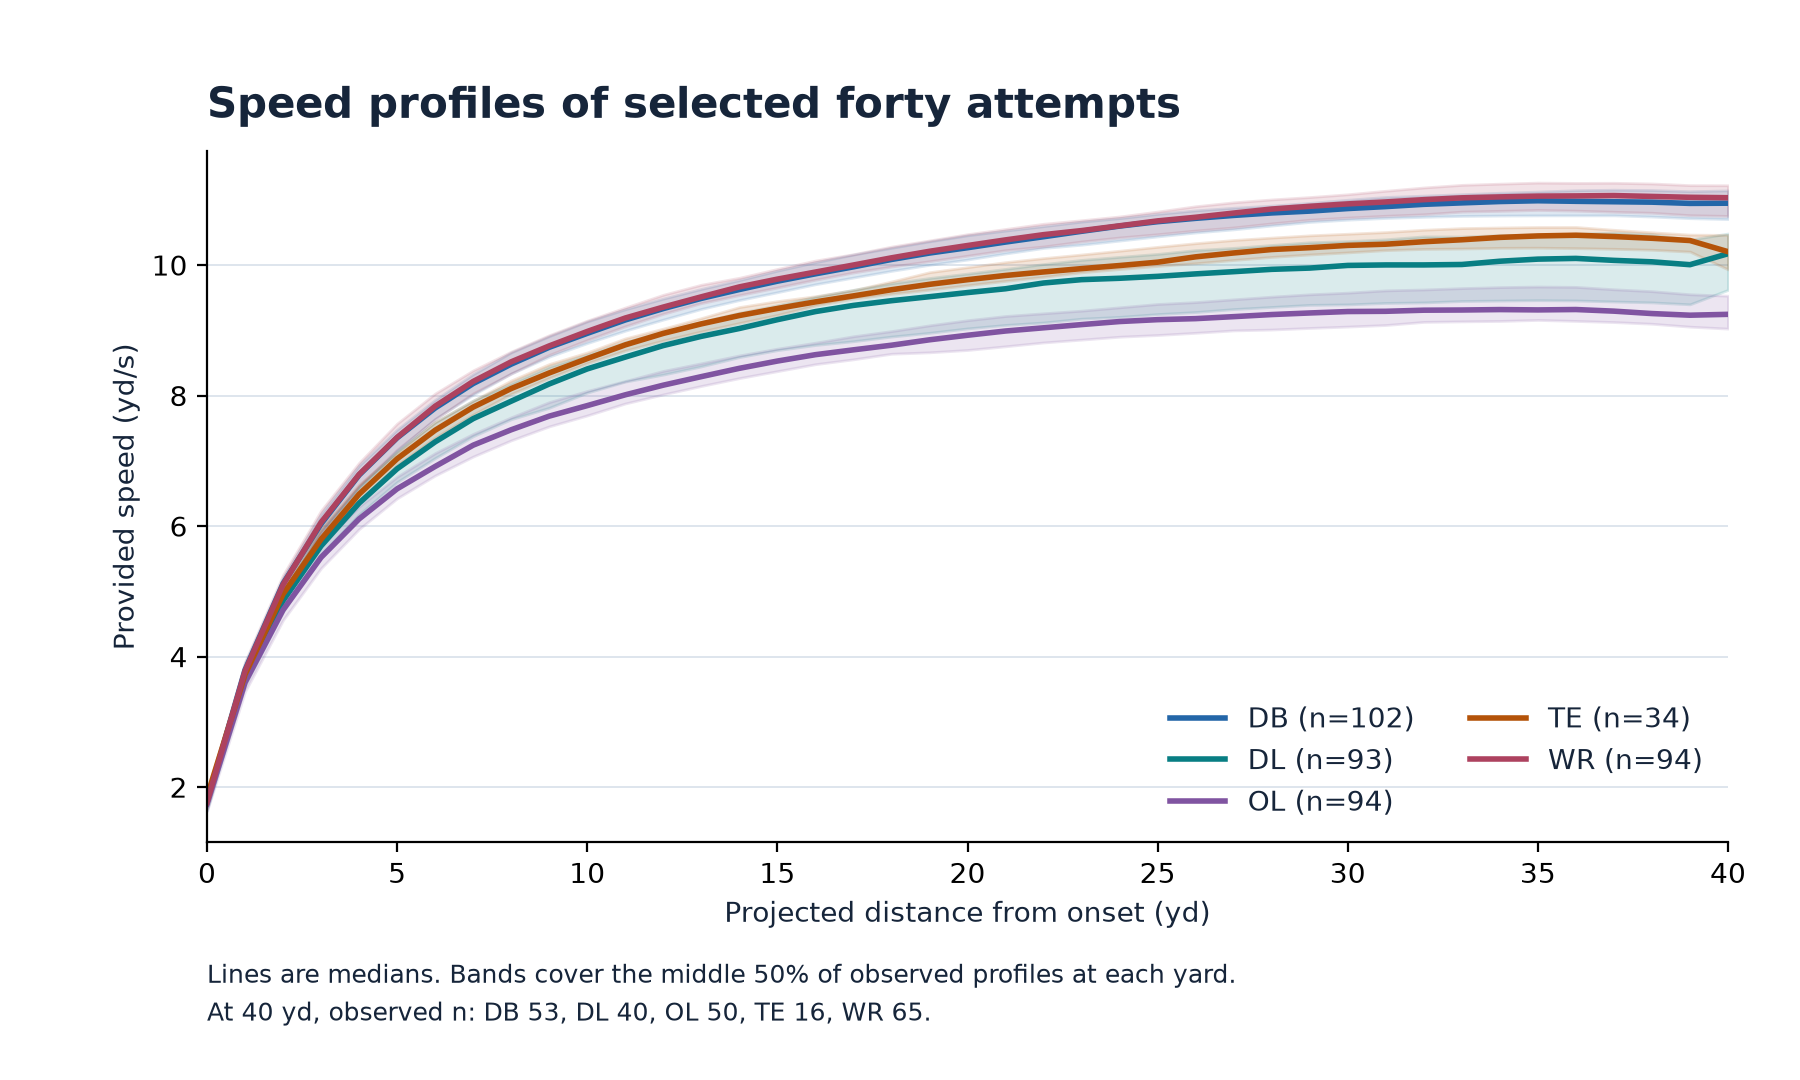 Speed profiles of selected forty attempts
Provided speed (yd/s)
10
8
6
4
2
DB (n=102)
DL (n=93)
OL (n=94)
TE (n=34)
WR (n=94)
0 5 10 15 20 25 30 35 40
Projected distance from onset (yd)
Lines are medians. Bands cover the middle 50% of observed profiles at each yard.
At 40 yd, observed n: DB 53, DL 40, OL 50, TE 16, WR 65.